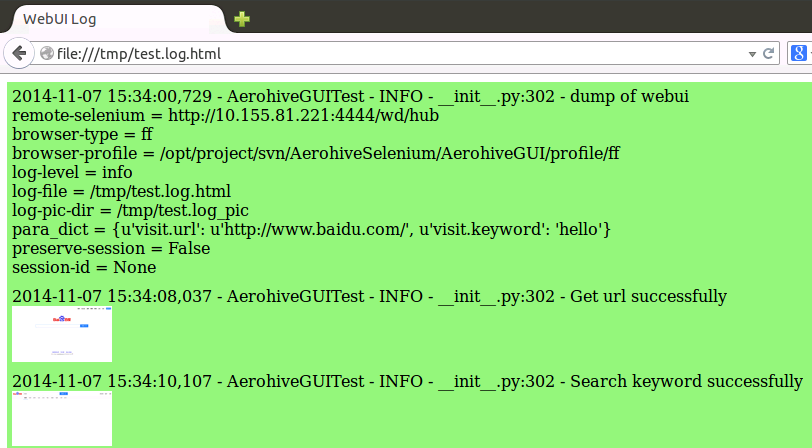 WebUI Log
file:///tmp/test.log.html
2014-11-07 15:34:00,729 - AerohiveGUITest - INFO - __init__.py:302 - dump of webui
remote-selenium = http://10.155.81.221:4444/wd/hub
browser-type = ff
browser-profile = /opt/project/svn/AerohiveSelenium/AerohiveGUI/profile/ff
log-level = info
log-file = /tmp/test.log.html
log-pic-dir = /tmp/test.log_pic
para_dict = {u'visit.url': u'http://www.baidu.com/', u'visit.keyword': 'hello'}
preserve-session = False
session-id = None
2014-11-07 15:34:08,037 - AerohiveGUITest - INFO - __init__.py:302 - Get url successfully
2014-11-07 15:34:10,107 - AerohiveGUITest - INFO - __init__.py:302 - Search keyword successfully